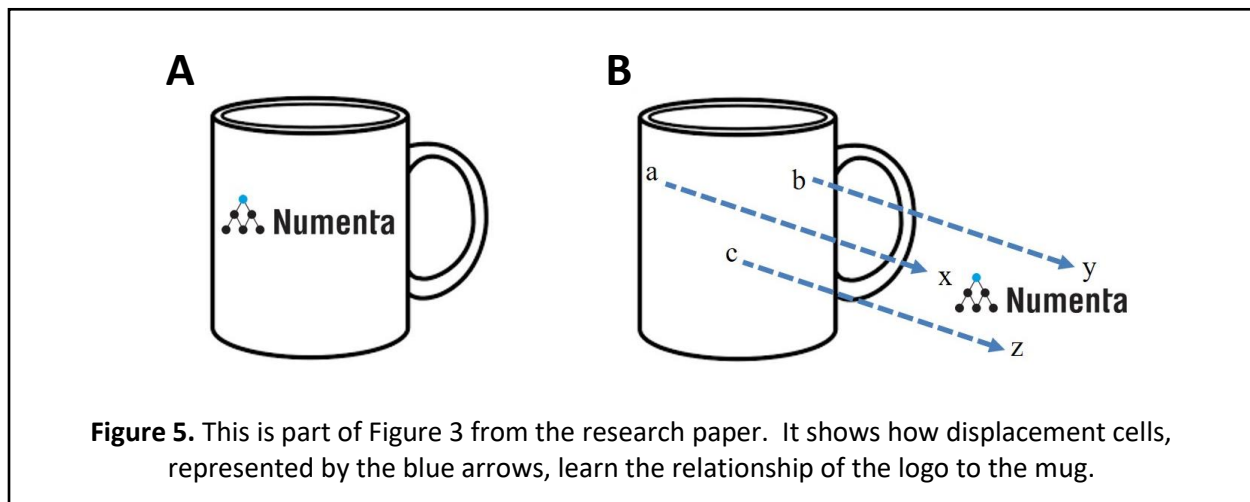 A
B
Numenta
a
b
c
x
y
Numenta
z
Figure 5. This is part of Figure 3 from the research paper. It shows how displacement cells,
represented by the blue arrows, learn the relationship of the logo to the mug.